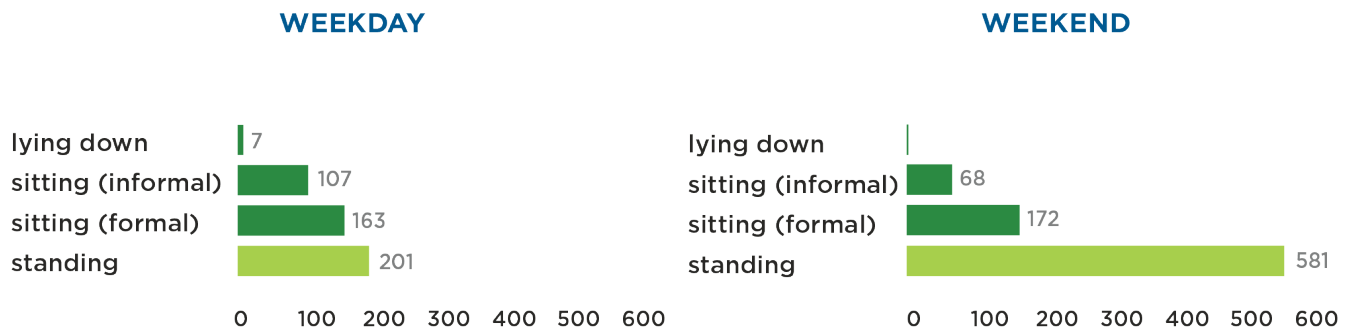 WEEKDAY
lying down 7
sitting (informal) 107
sitting (formal) 163
standing 201
0 100 200 300 400 500 600
WEEKEND
lying down
sitting (informal) 68
sitting (formal) 172
standing 581
0 100 200 300 400 500 600